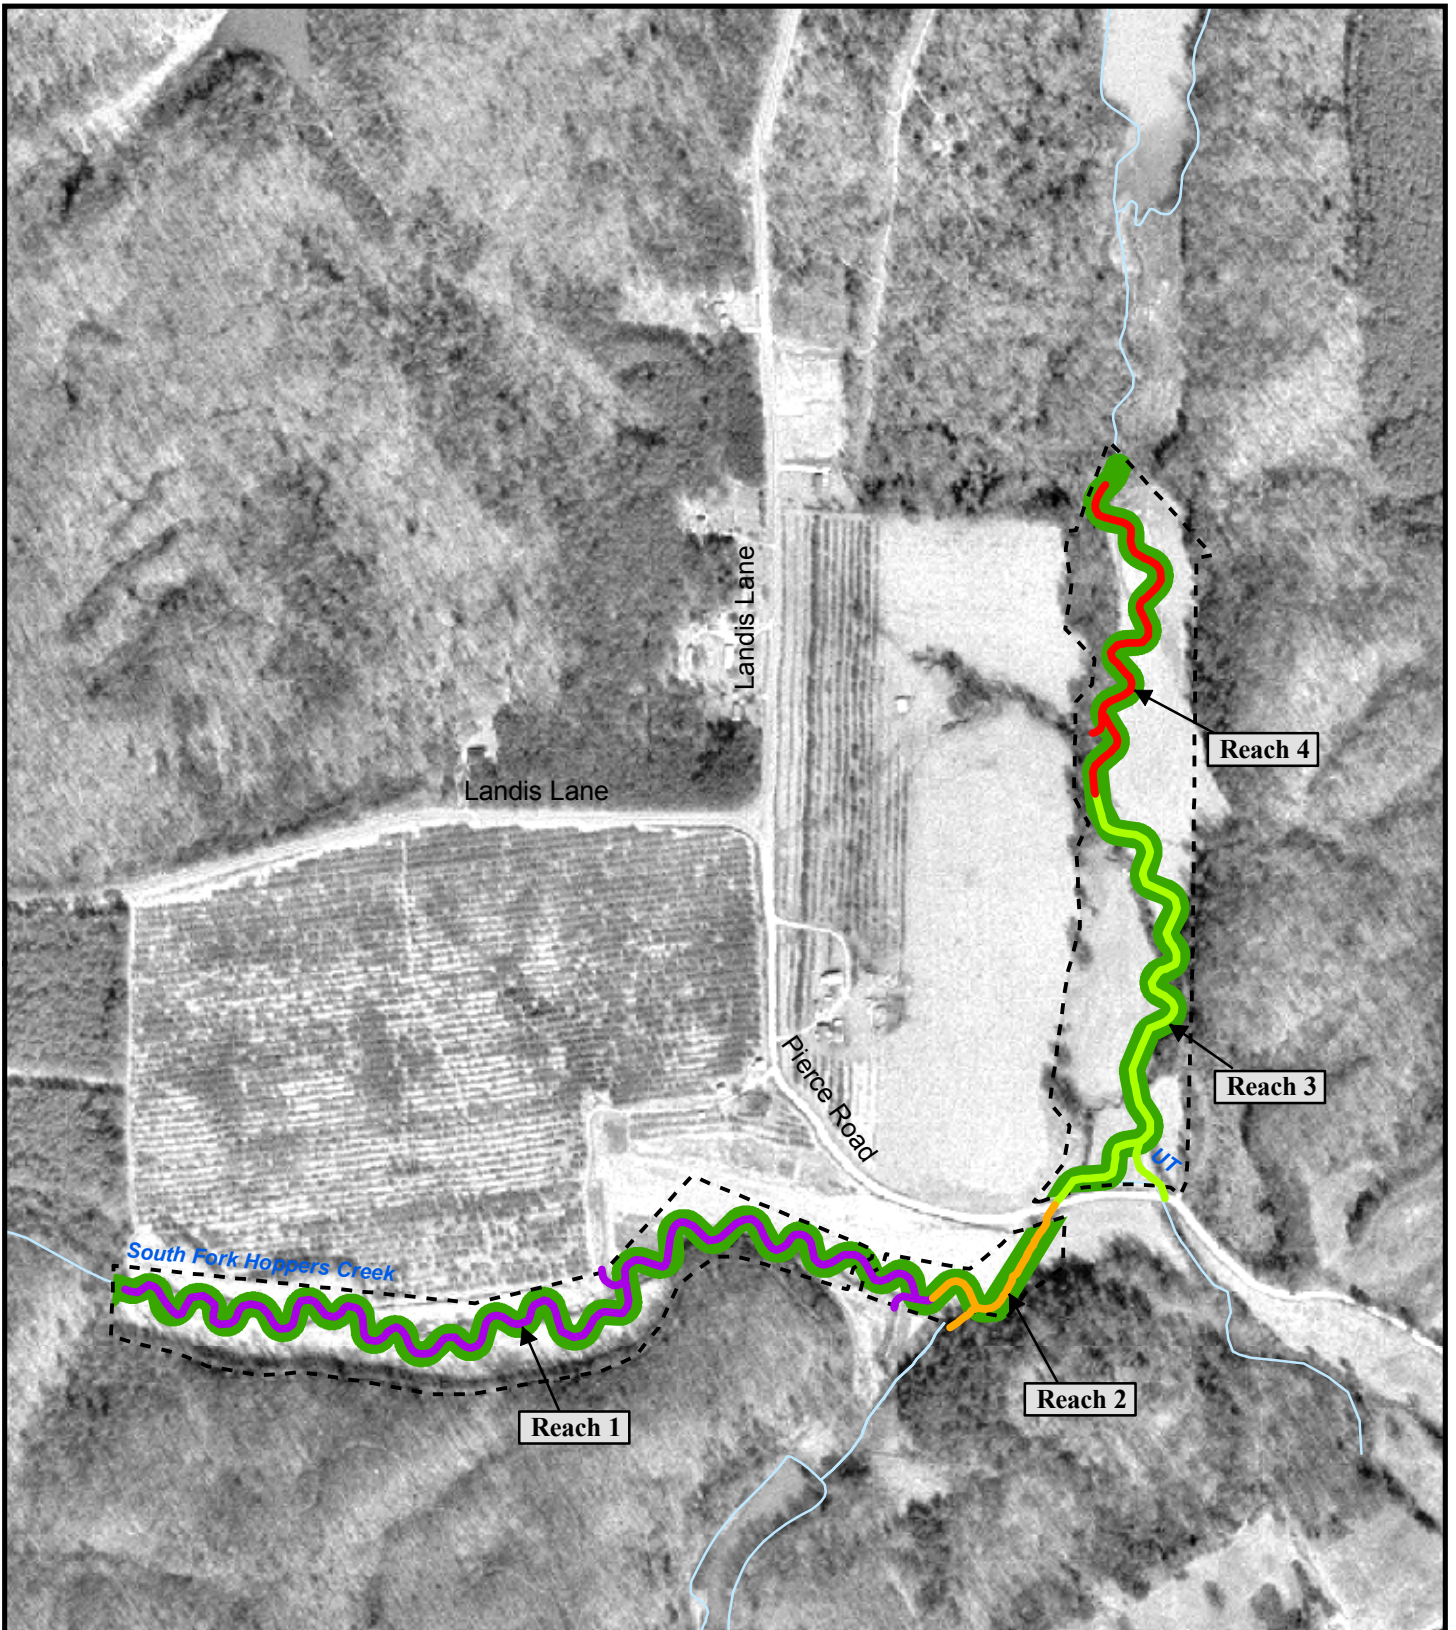 Landis Lane
Reach 4
Landis Lane
Pierce Road
Reach 3
UT
South Fork Hoppers Creek
Reach 2
Reach 1